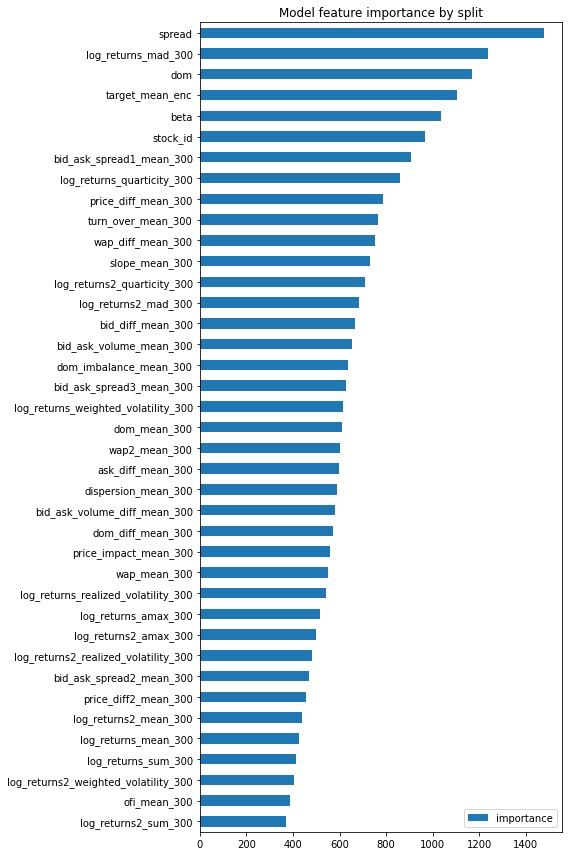 Model feature importance by split
spread
log_returns_mad_300
dom
target_mean_enc
beta
stock_id
bid_ask_spread1_mean_300
log_returns_quarticity_300
price_diff_mean_300
turn_over_mean_300
wap_diff_mean_300
slope_mean_300
log_returns2_quarticity_300
log_returns2_mad_300
bid_diff_mean_300
bid_ask_volume_mean_300
dom_imbalance_mean_300
bid_ask_spread3_mean_300
log_returns_weighted_volatility_300
dom_mean_300
wap2_mean_300
ask_diff_mean_300
dispersion_mean_300
bid_ask_volume_diff_mean_300
dom_diff_mean_300
price_impact_mean_300
wap_mean_300
log_returns_realized_volatility_300
log_returns_amax_300
log_returns2_amax_300
log_returns2_realized_volatility_300
bid_ask_spread2_mean_300
price_diff2_mean_300
log_returns2_mean_300
log_returns_mean_300
log_returns_sum_300
log_returns2_weighted_volatility_300
ofi_mean_300
log_returns2_sum_300
importance
0 200 400 600 800 1000 1200 1400